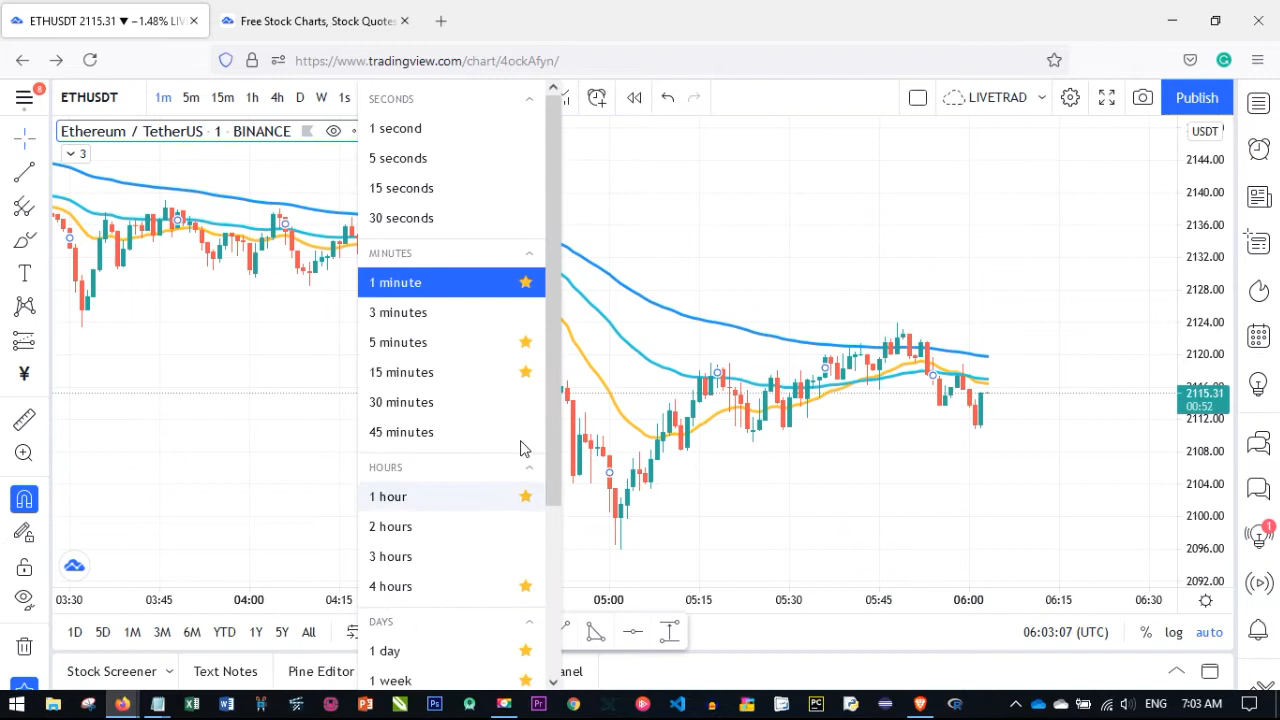 ETHUSDT 2115.31 ▼ −1.48% LIV
Free Stock Charts, Stock Quotes
https://www.tradingview.com/chart/4ockAfyn/
8
ETHUSDT
1m 5m 15m 1h 4h D W 1s
LIVETRAD
Publish
Ethereum / TetherUS · 1 · BINANCE
3
SECONDS
1 second
5 seconds
15 seconds
30 seconds
MINUTES
1 minute
3 minutes
5 minutes
15 minutes
30 minutes
45 minutes
HOURS
1 hour
2 hours
3 hours
4 hours
DAYS
1 day
1 week
USDT
2144.00
2140.00
2136.00
2132.00
2128.00
2124.00
2120.00
2115.31
00:52
2112.00
2108.00
2104.00
2100.00
2096.00
2092.00
1
¥
03:30 03:45 04:00 04:15 05:00 05:15 05:30 05:45 06:00 06:15 06:30
1D 5D 1M 3M 6M YTD 1Y 5Y All
06:03:07 (UTC) % log auto
Stock Screener Text Notes Pine Editor anel
ENG 7:03 AM